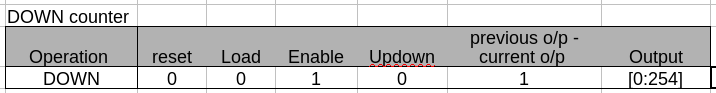 DOWN counter
Operation reset Load Enable Updown previous o/p - current o/p Output
DOWN 0 0 1 0 1 [0:254]